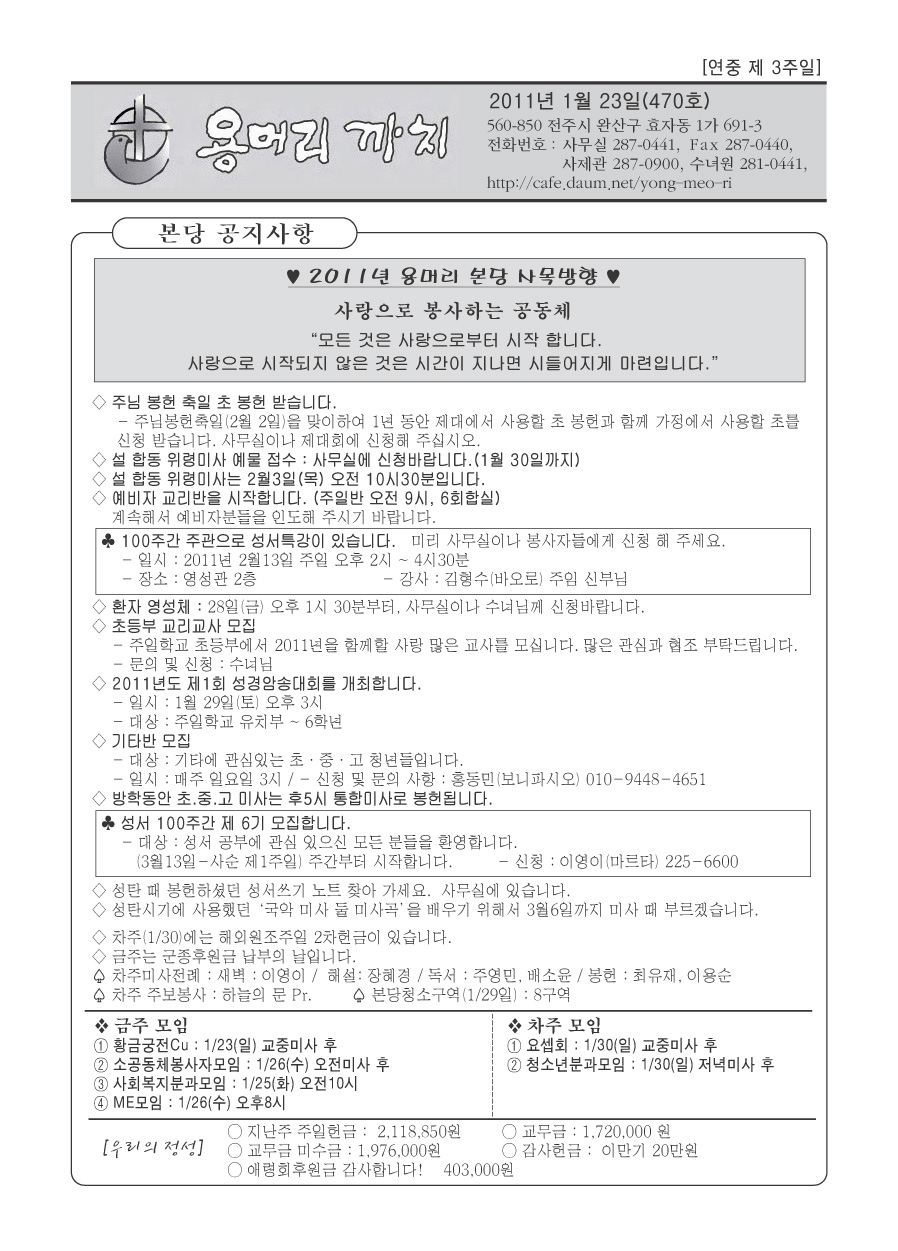 [연중 제 3주일]
용머리 까치
2011년 1월 23일(470호)
560-850 전주시 완산구 효자동 1가 691-3
전화번호 : 사무실 287-0441, Fax 287-0440,
사제관 287-0900, 수녀원 281-0441,
http://cafe.daum.net/yong-meo-ri
본당 공지사항
♥ 2011년 용머리 본당 사목방향 ♥
사랑으로 봉사하는 공동체
“모든 것은 사랑으로부터 시작 합니다.
사랑으로 시작되지 않은 것은 시간이 지나면 시들어지게 마련입니다.”
◇ 주님 봉헌 축일 초 봉헌 받습니다.
- 주님봉헌축일(2월 2일)을 맞이하여 1년 동안 제대에서 사용할 초 봉헌과 함께 가정에서 사용할 초를
신청 받습니다. 사무실이나 제대회에 신청해 주십시오.
◇ 설 합동 위령미사 예물 접수 : 사무실에 신청바랍니다.(1월 30일까지)
◇ 설 합동 위령미사는 2월3일(목) 오전 10시30분입니다.
◇ 예비자 교리반을 시작합니다. (주일반 오전 9시, 6회합실)
계속해서 예비자분들을 인도해 주시기 바랍니다.
♣ 100주간 주관으로 성서특강이 있습니다. 미리 사무실이나 봉사자들에게 신청 해 주세요.
- 일시 : 2011년 2월13일 주일 오후 2시 ~ 4시30분
- 장소 : 영성관 2층 - 강사 : 김형수(바오로) 주임 신부님
◇ 환자 영성체 : 28일(금) 오후 1시 30분부터, 사무실이나 수녀님께 신청바랍니다.
◇ 초등부 교리교사 모집
- 주일학교 초등부에서 2011년을 함께할 사랑 많은 교사를 모십니다. 많은 관심과 협조 부탁드립니다.
- 문의 및 신청 : 수녀님
◇ 2011년도 제1회 성경암송대회를 개최합니다.
- 일시 : 1월 29일(토) 오후 3시
- 대상 : 주일학교 유치부 ~ 6학년
◇ 기타반 모집
- 대상 : 기타에 관심있는 초 · 중 · 고 청년들입니다.
- 일시 : 매주 일요일 3시 / - 신청 및 문의 사항 : 홍동민(보니파시오) 010-9448-4651
◇ 방학동안 초.중.고 미사는 후5시 통합미사로 봉헌됩니다.
♣ 성서 100주간 제 6기 모집합니다.
- 대상 : 성서 공부에 관심 있으신 모든 분들을 환영합니다.
(3월13일-사순 제1주일) 주간부터 시작합니다. - 신청 : 이영이(마르타) 225-6600
◇ 성탄 때 봉헌하셨던 성서쓰기 노트 찾아 가세요. 사무실에 있습니다.
◇ 성탄시기에 사용했던 ‘국악 미사 둘 미사곡’을 배우기 위해서 3월6일까지 미사 때 부르겠습니다.
◇ 차주(1/30)에는 해외원조주일 2차헌금이 있습니다.
◇ 금주는 군종후원금 납부의 날입니다.
♤ 차주미사전례 : 새벽 : 이영이 / 해설: 장혜경 / 독서 : 주영민, 배소윤 / 봉헌 : 최유재, 이용순
♤ 차주 주보봉사 : 하늘의 문 Pr. ♤ 본당청소구역(1/29일) : 8구역
❖ 금주 모임
① 황금궁전Cu : 1/23(일) 교중미사 후
② 소공동체봉사자모임 : 1/26(수) 오전미사 후
③ 사회복지분과모임 : 1/25(화) 오전10시
④ ME모임 : 1/26(수) 오후8시
❖ 차주 모임
① 요셉회 : 1/30(일) 교중미사 후
② 청소년분과모임 : 1/30(일) 저녁미사 후
[우리의 정성]
○ 지난주 주일헌금 : 2,118,850원 ○ 교무금 : 1,720,000 원
○ 교무금 미수금 : 1,976,000원 ○ 감사헌금 : 이만기 20만원
○ 애령회후원금 감사합니다! 403,000원